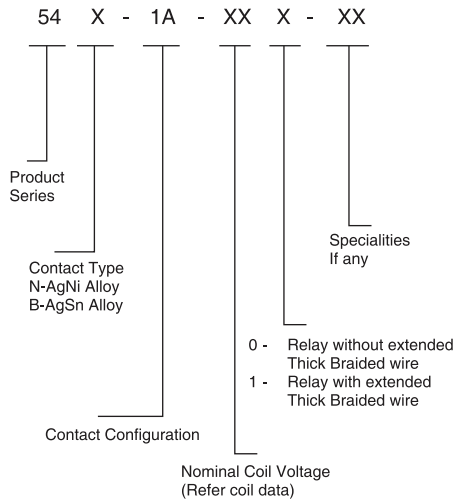 54 X - 1A - XX X - XX
Product
Series
Contact Type
N-AgNi Alloy
B-AgSn Alloy
Contact Configuration
Nominal Coil Voltage
(Refer coil data)
0 - Relay without extended
Thick Braided wire
1 - Relay with extended
Thick Braided wire
Specialities
If any